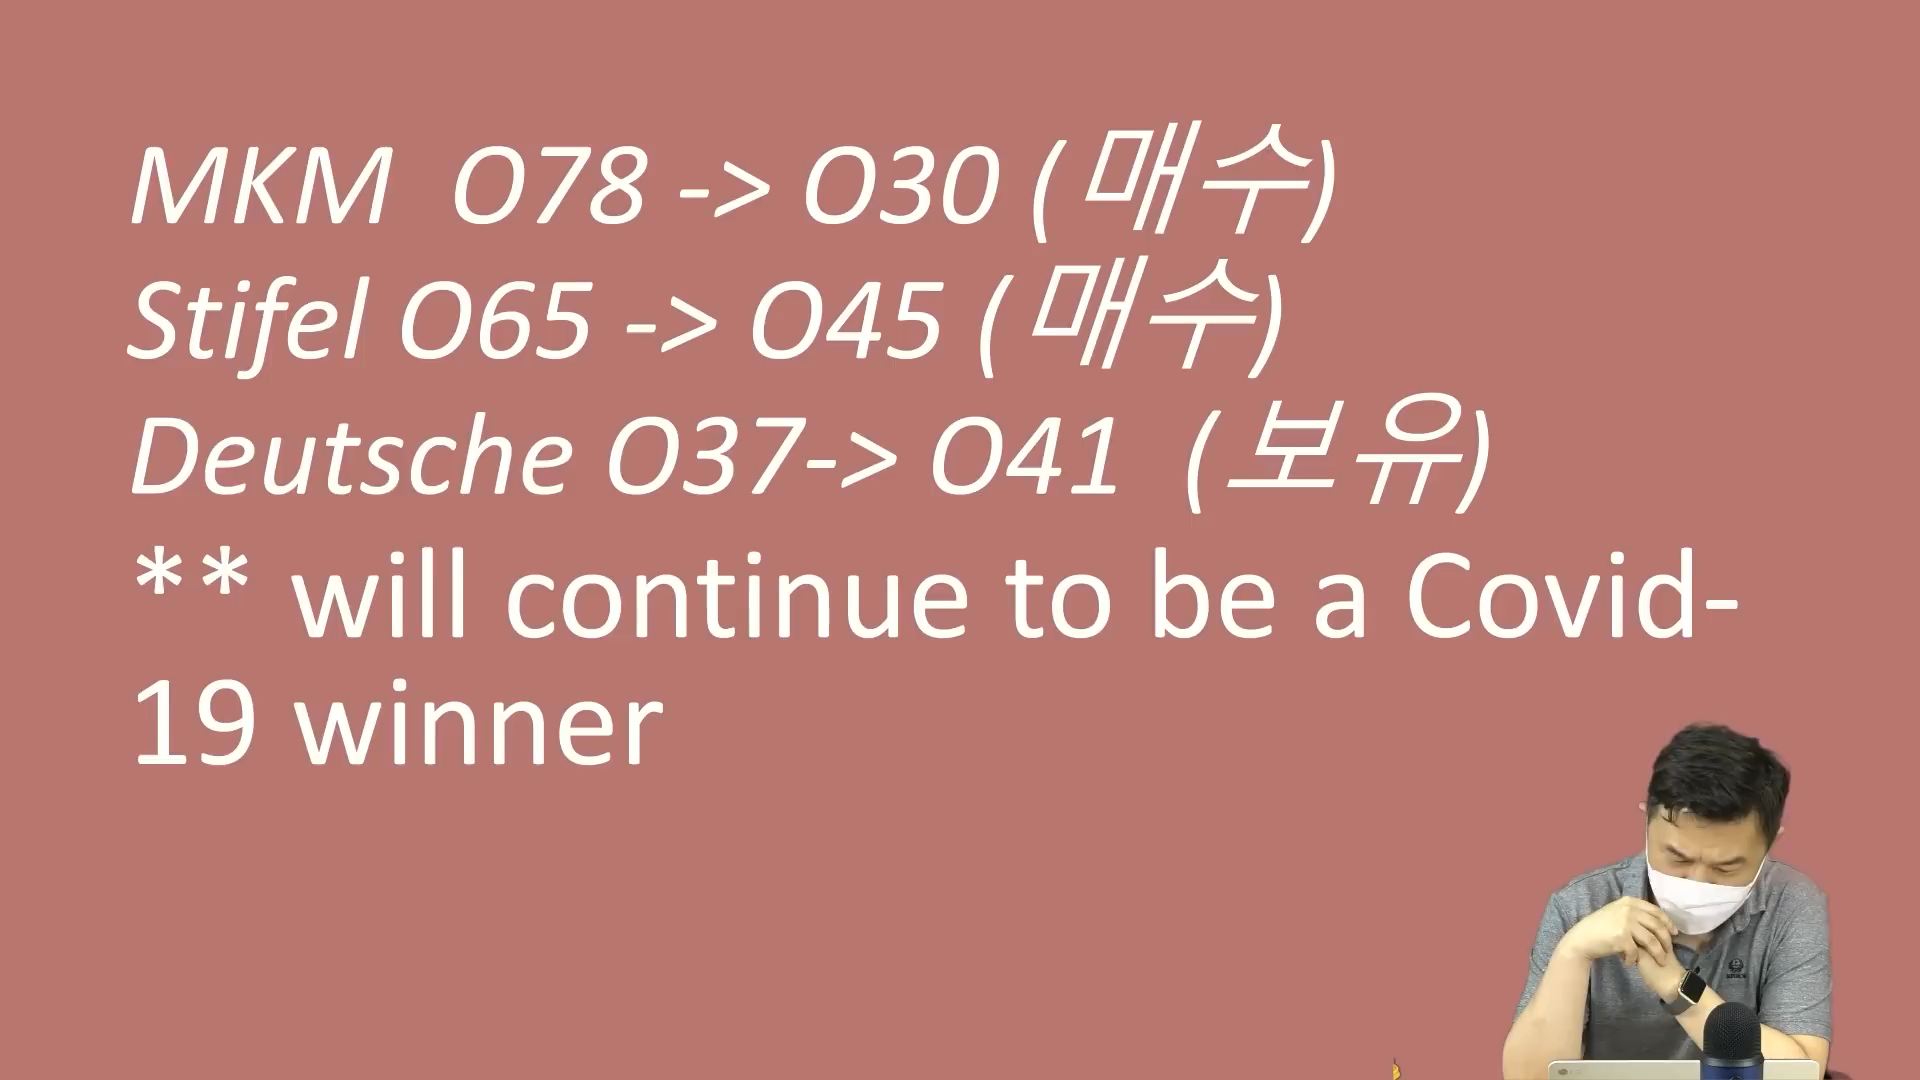 MKM O78 -> O30 (매수)
Stifel O65 -> O45 (매수)
Deutsche O37-> O41 (보유)
** will continue to be a Covid-
19 winner